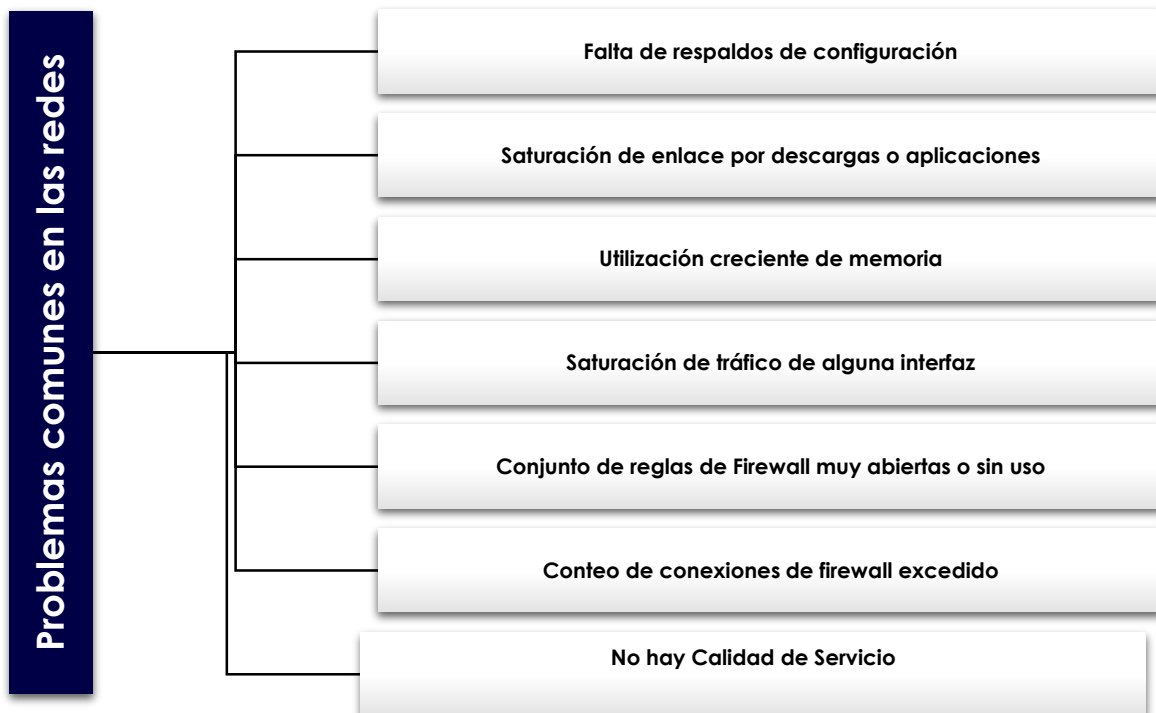 Problemas comunes en las redes
Falta de respaldos de configuración
Saturación de enlace por descargas o aplicaciones
Utilización creciente de memoria
Saturación de tráfico de alguna interfaz
Conjunto de reglas de Firewall muy abiertas o sin uso
Conteo de conexiones de firewall excedido
No hay Calidad de Servicio